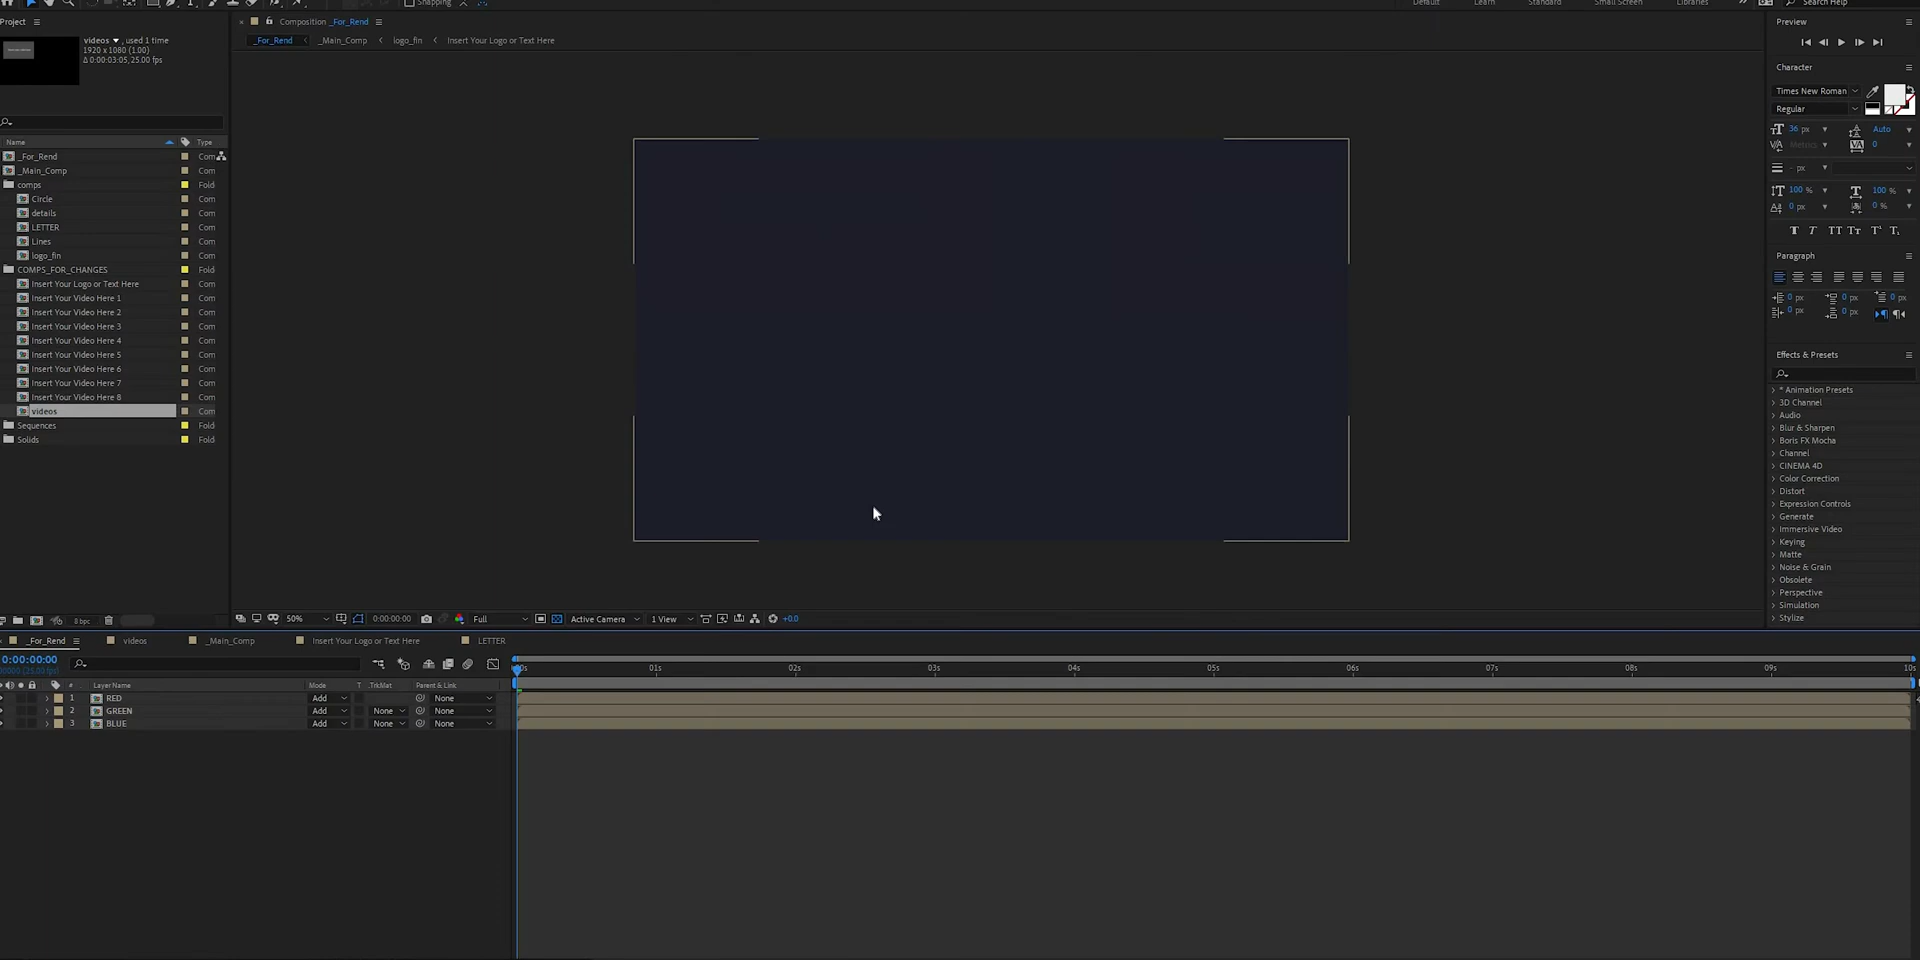 Snapping
Default Learn Standard Small Screen Libraries Search Help
Project
videos , used 1 time
1920 x 1080 (1.00)
Δ 0:00:03:05, 25.00 fps
Name Type
_For_Rend Com
_Main_Comp Com
comps Fold
Circle Com
details Com
LETTER Com
Lines Com
logo_fin Com
COMPS_FOR_CHANGES Fold
Insert Your Logo or Text Here Com
Insert Your Video Here 1 Com
Insert Your Video Here 2 Com
Insert Your Video Here 3 Com
Insert Your Video Here 4 Com
Insert Your Video Here 5 Com
Insert Your Video Here 6 Com
Insert Your Video Here 7 Com
Insert Your Video Here 8 Com
videos Com
Sequences Fold
Solids Fold
8 bpc
Composition _For_Rend
_For_Rend _Main_Comp logo_fin Insert Your Logo or Text Here
50% 0:00:00:00 Full Active Camera 1 View +0.0
Preview
Character
Times New Roman
Regular
36 px Auto
Metrics 0
- px
100 % 100 %
0 px 0 %
Paragraph
0 px 0 px 0 px
0 px 0 px
Effects & Presets
* Animation Presets
3D Channel
Audio
Blur & Sharpen
Boris FX Mocha
Channel
CINEMA 4D
Color Correction
Distort
Expression Controls
Generate
Immersive Video
Keying
Matte
Noise & Grain
Obsolete
Perspective
Simulation
Stylize
_For_Rend videos _Main_Comp Insert Your Logo or Text Here LETTER
0:00:00:00
# Layer Name Mode T .TrkMat Parent & Link
01s 02s 03s 04s 05s 06s 07s 08s 09s 10s
1 RED Add None
2 GREEN Add None None
3 BLUE Add None None